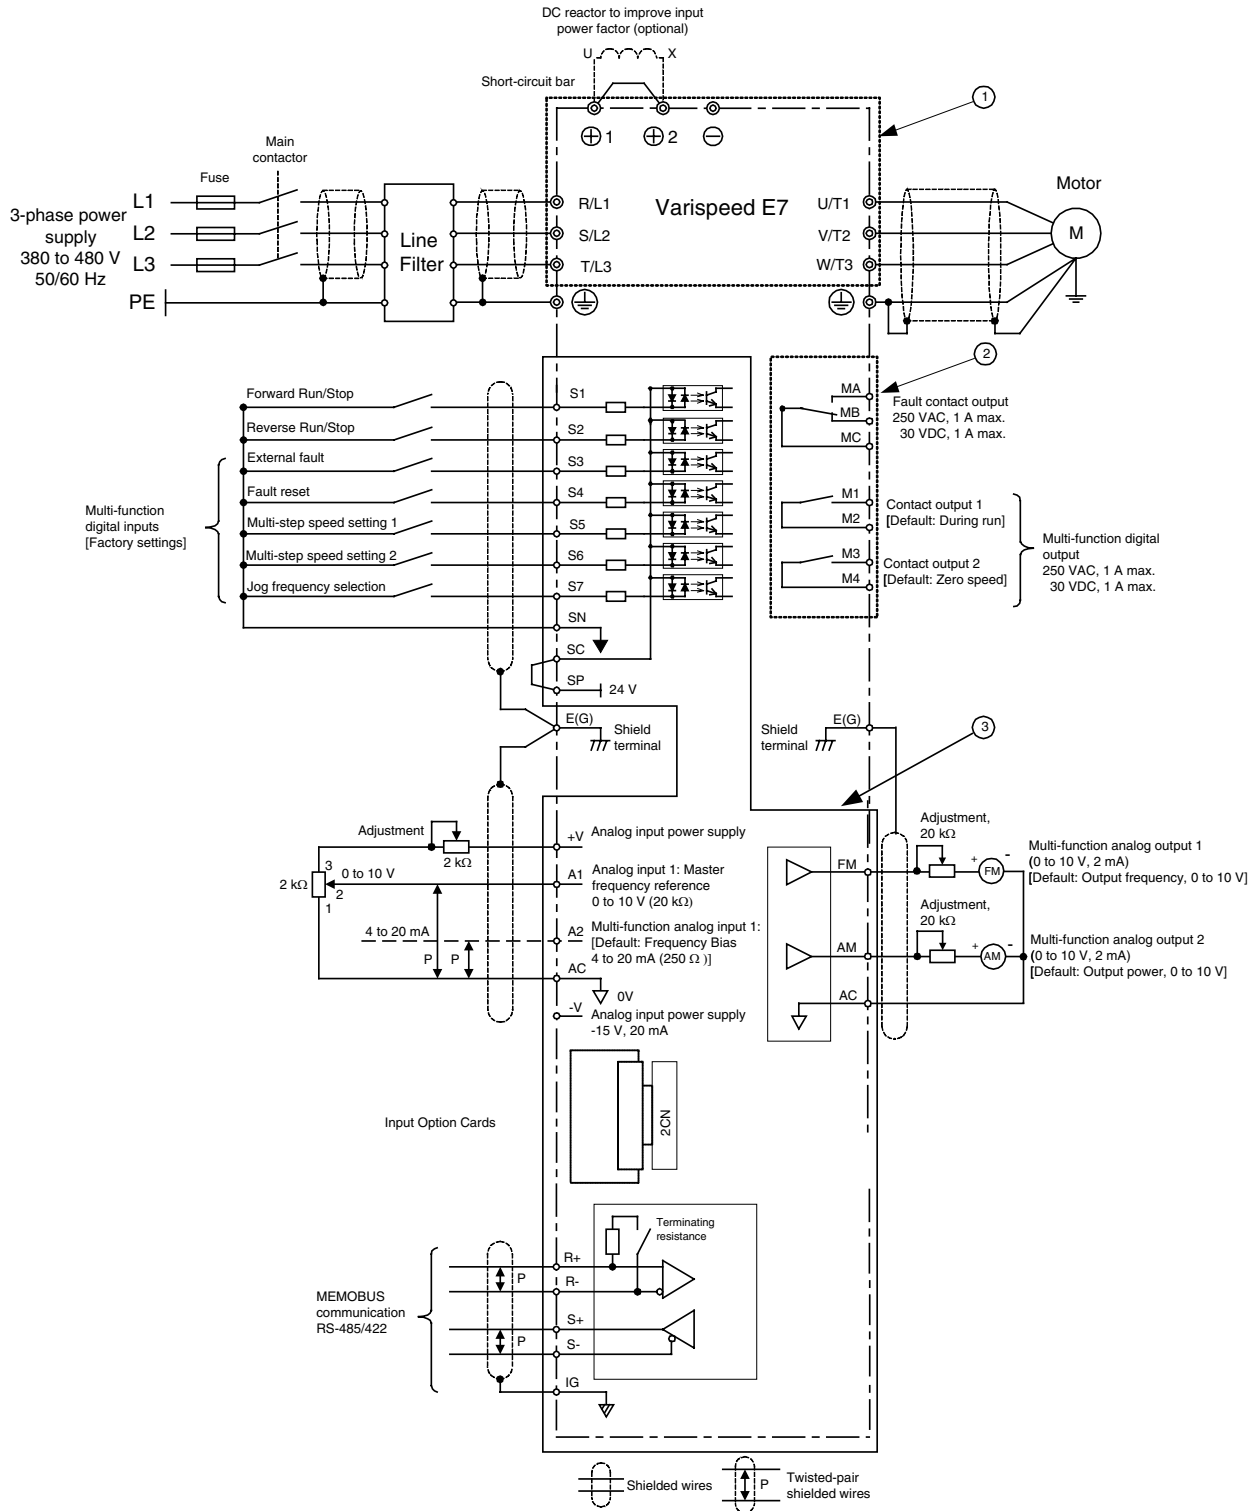 DC reactor to improve input
power factor (optional)
U
X
Short-circuit bar
1
+ 1
+ 2
−
Main
contactor
Fuse
L1
L2
L3
PE
3-phase power
supply
380 to 480 V
50/60 Hz
Line
Filter
R/L1
S/L2
T/L3
Varispeed E7
U/T1
V/T2
W/T3
Motor
M
2
Forward Run/Stop
Reverse Run/Stop
External fault
Fault reset
Multi-step speed setting 1
Multi-step speed setting 2
Jog frequency selection
Multi-function
digital inputs
[Factory settings]
S1
S2
S3
S4
S5
S6
S7
SN
SC
SP
24 V
E(G)
Shield
terminal
MA
MB
MC
Fault contact output
250 VAC, 1 A max.
30 VDC, 1 A max.
M1
M2
Contact output 1
[Default: During run]
M3
M4
Contact output 2
[Default: Zero speed]
Multi-function digital
output
250 VAC, 1 A max.
30 VDC, 1 A max.
Shield
terminal
E(G)
3
Adjustment
2 kΩ
3
2 kΩ
0 to 10 V
2
1
4 to 20 mA
P
P
+V
Analog input power supply
A1
Analog input 1: Master
frequency reference
0 to 10 V (20 kΩ)
A2
Multi-function analog input 1:
[Default: Frequency Bias
4 to 20 mA (250 Ω )]
AC
0V
-V
Analog input power supply
-15 V, 20 mA
Adjustment,
20 kΩ
FM
+
-
FM
Multi-function analog output 1
(0 to 10 V, 2 mA)
[Default: Output frequency, 0 to 10 V]
Adjustment,
20 kΩ
AM
+
-
AM
Multi-function analog output 2
(0 to 10 V, 2 mA)
[Default: Output power, 0 to 10 V]
AC
Input Option Cards
2CN
Terminating
resistance
MEMOBUS
communication
RS-485/422
P
P
R+
R-
S+
S-
IG
Shielded wires
P
Twisted-pair
shielded wires